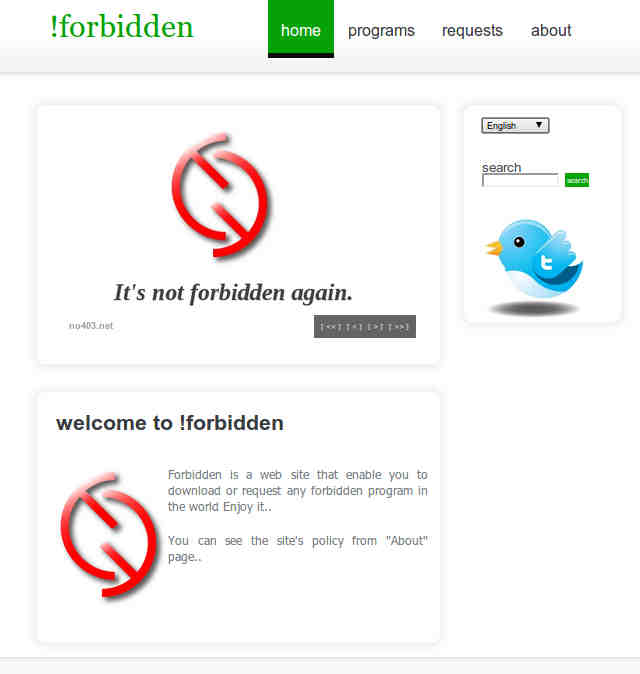 !forbidden
home programs requests about
English
search
search
It's not forbidden again.
no403.net
[ << ] [ < ] [ > ] [ >> ]
welcome to !forbidden
Forbidden is a web site that enable you to
download or request any forbidden program in
the world Enjoy it..
You can see the site's policy from "About"
page..